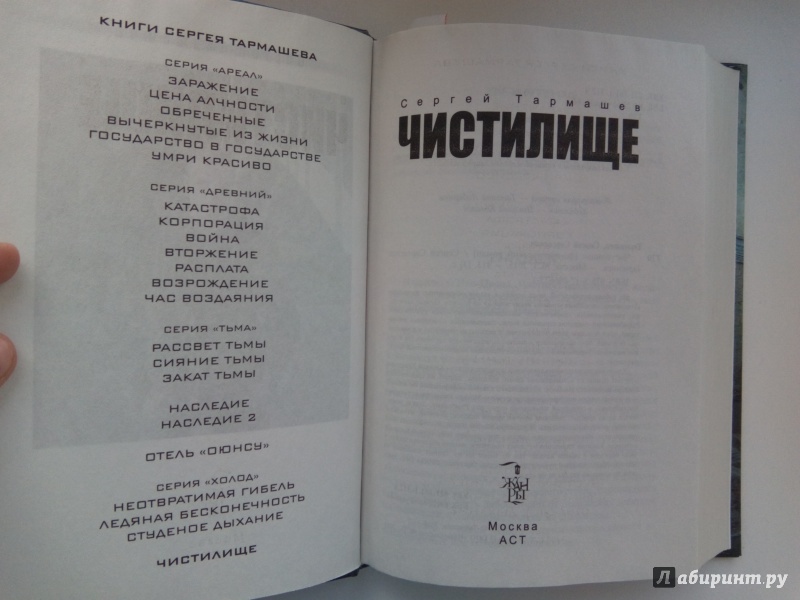 КНИГИ СЕРГЕЯ ТАРМАШЕВА
СЕРИЯ «АРЕАЛ»
ЗАРАЖЕНИЕ
ЦЕНА АЛЧНОСТИ
ОБРЕЧЕННЫЕ
ВЫЧЕРКНУТЫЕ ИЗ ЖИЗНИ
ГОСУДАРСТВО В ГОСУДАРСТВЕ
УМРИ КРАСИВО
СЕРИЯ «ДРЕВНИЙ»
КАТАСТРОФА
КОРПОРАЦИЯ
ВОЙНА
ВТОРЖЕНИЕ
РАСПЛАТА
ВОЗРОЖДЕНИЕ
ЧАС ВОЗДАЯНИЯ
СЕРИЯ «ТЬМА»
РАССВЕТ ТЬМЫ
СИЯНИЕ ТЬМЫ
ЗАКАТ ТЬМЫ
НАСЛЕДИЕ
НАСЛЕДИЕ 2
ОТЕЛЬ «ОЮНСУ»
СЕРИЯ «ХОЛОД»
НЕОТВРАТИМАЯ ГИБЕЛЬ
ЛЕДЯНАЯ БЕСКОНЕЧНОСТЬ
СТУДЕНОЕ ДЫХАНИЕ
ЧИСТИЛИЩЕ
Сергей Тармашев
ЧИСТИЛИЩЕ
ЖАН
РЫ
Москва
АСТ
Лабиринт.ру